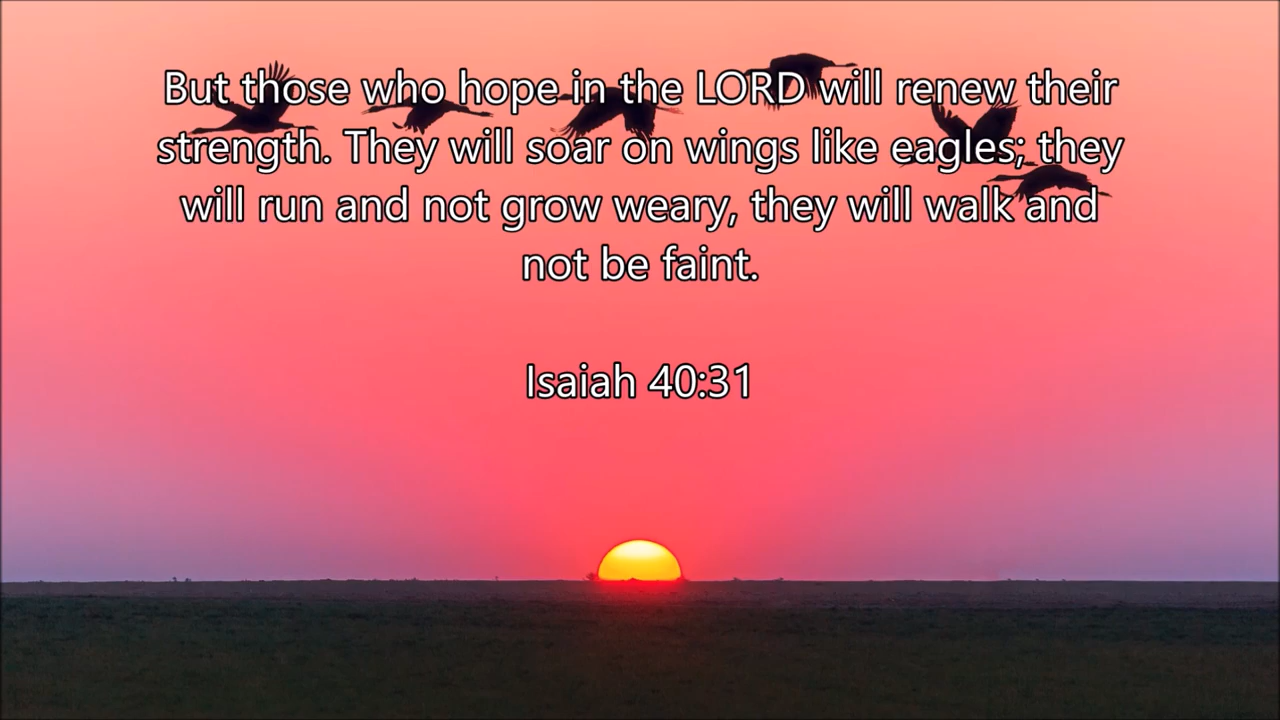 But those who hope in the LORD will renew their
strength. They will soar on wings like eagles; they
will run and not grow weary, they will walk and
not be faint.
Isaiah 40:31